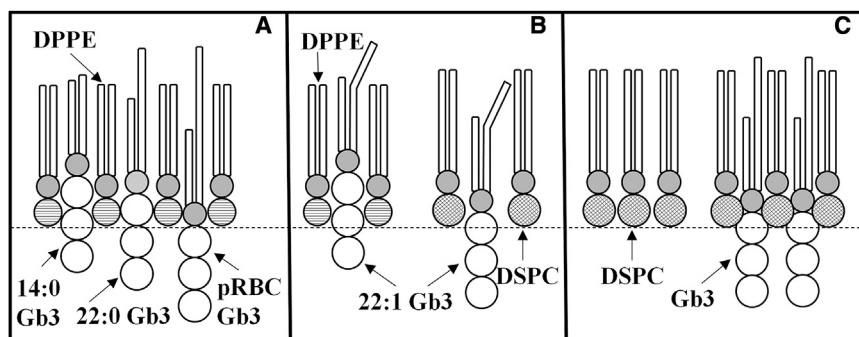 A
DPPE
14:0
Gb3
22:0 Gb3
pRBC
Gb3
B
DPPE
22:1 Gb3
DSPC
C
DSPC
Gb3